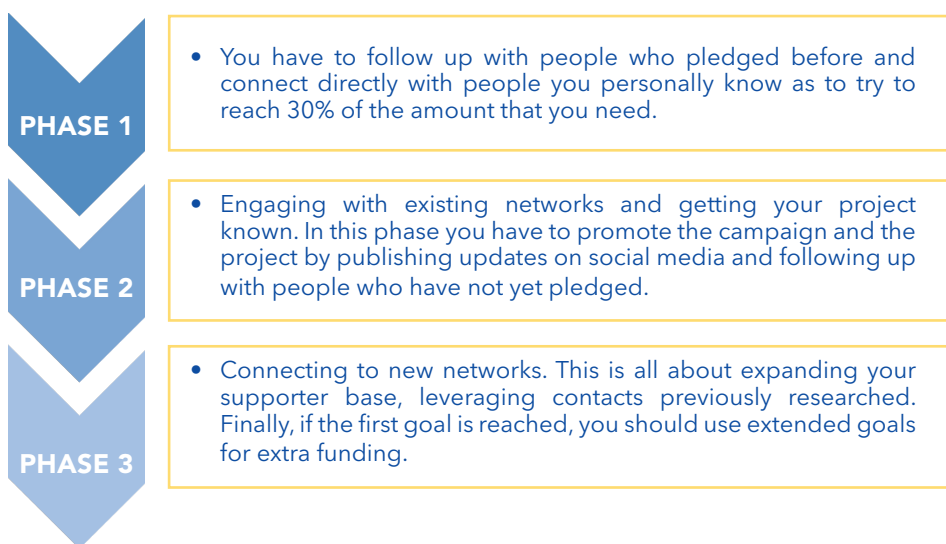 PHASE 1
• You have to follow up with people who pledged before and
connect directly with people you personally know as to try to
reach 30% of the amount that you need.
PHASE 2
• Engaging with existing networks and getting your project
known. In this phase you have to promote the campaign and the
project by publishing updates on social media and following up
with people who have not yet pledged.
PHASE 3
• Connecting to new networks. This is all about expanding your
supporter base, leveraging contacts previously researched.
Finally, if the first goal is reached, you should use extended goals
for extra funding.